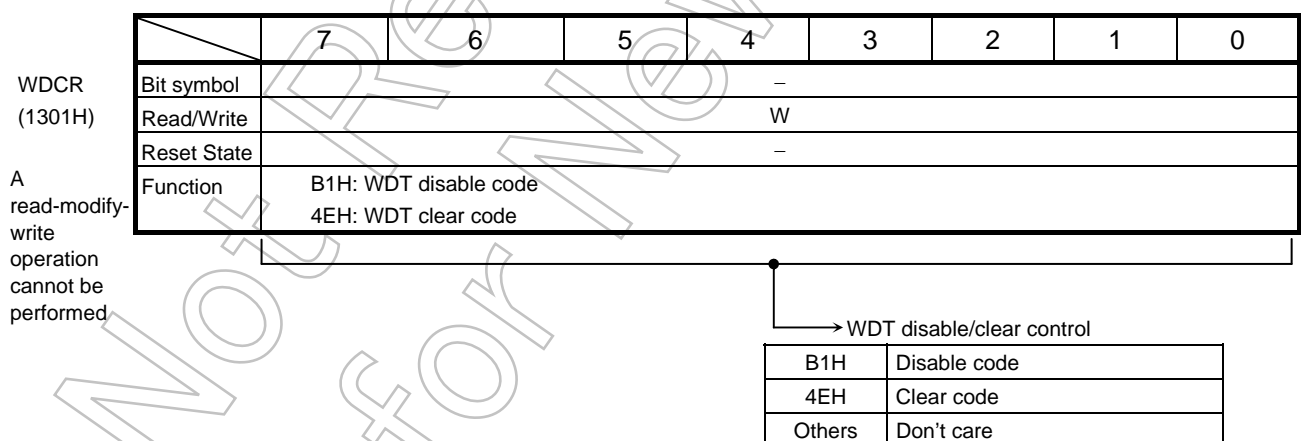 7 6 5 4 3 2 1 0
WDCR
(1301H)
A
read-modify-
write
operation
cannot be
performed
Bit symbol –
Read/Write W
Reset State –
Function B1H: WDT disable code
4EH: WDT clear code
WDT disable/clear control
B1H Disable code
4EH Clear code
Others Don't care